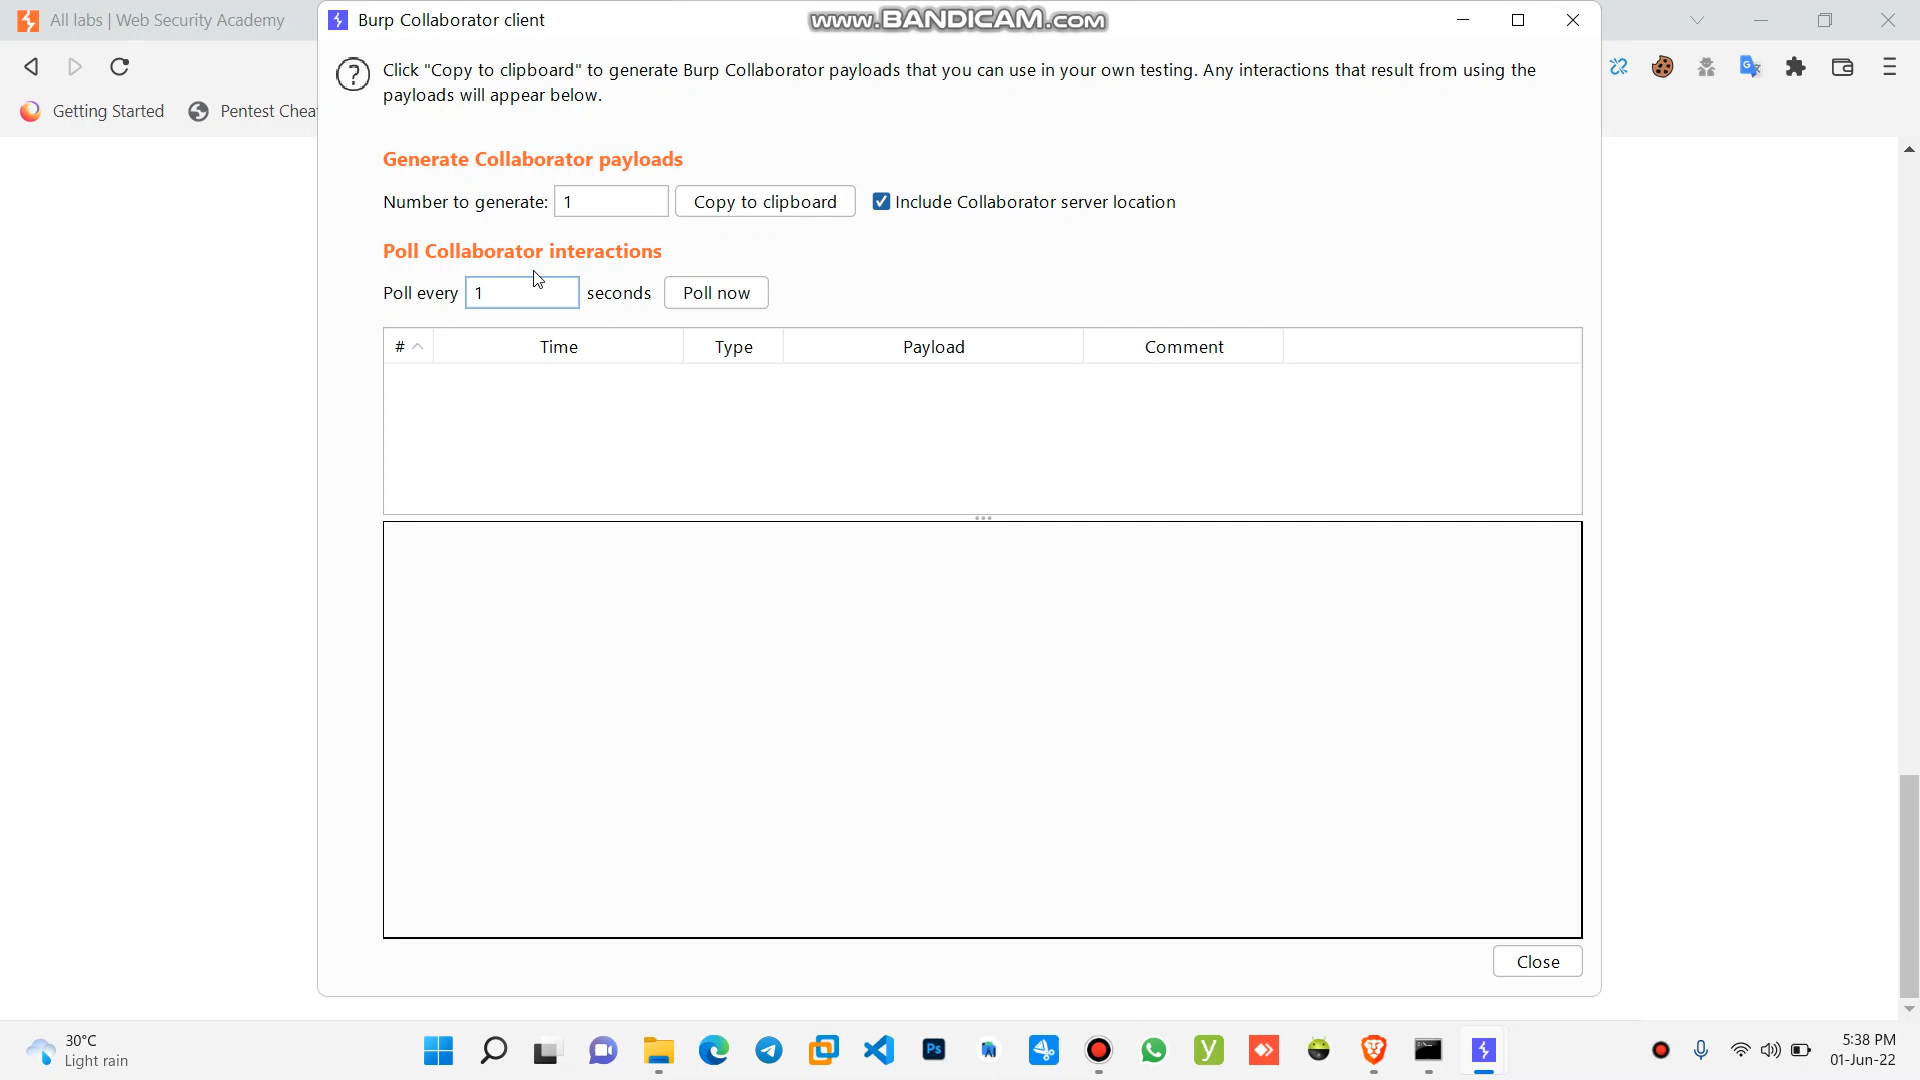 All labs | Web Security Academy
Burp Collaborator client
www.BANDICAM.com
Click "Copy to clipboard" to generate Burp Collaborator payloads that you can use in your own testing. Any interactions that result from using the
payloads will appear below.
Getting Started
Pentest Chea
Generate Collaborator payloads
Number to generate: 1 Copy to clipboard Include Collaborator server location
Poll Collaborator interactions
Poll every 1 seconds Poll now
# Time Type Payload Comment
Close
30°C
Light rain
Ps
y
5:38 PM
01-Jun-22